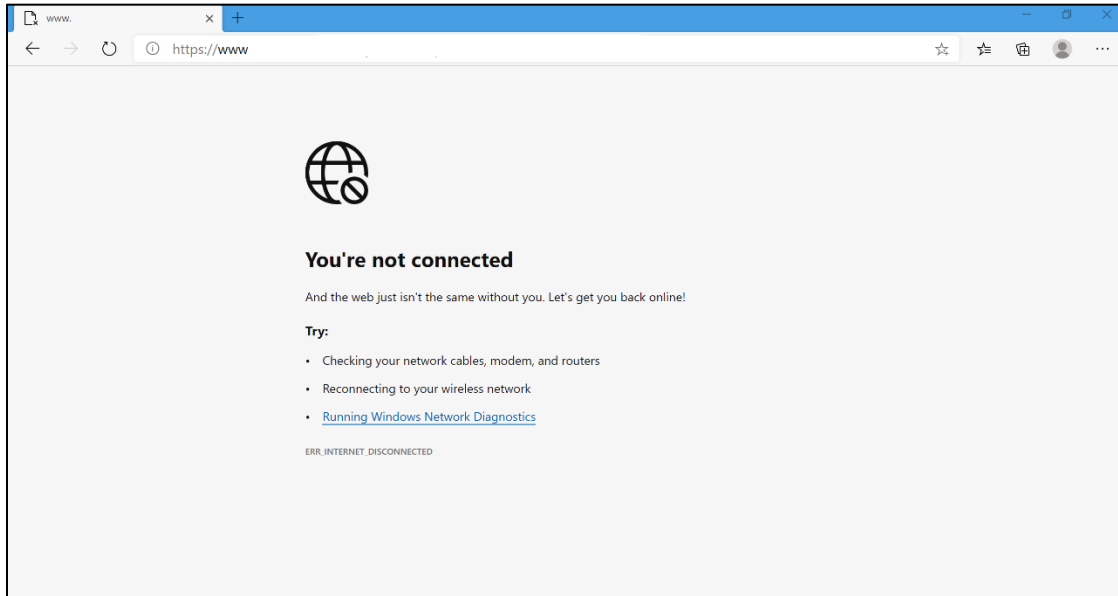 www.
https://www
You're not connected
And the web just isn't the same without you. Let's get you back online!
Try:
• Checking your network cables, modem, and routers
• Reconnecting to your wireless network
• Running Windows Network Diagnostics
ERR_INTERNET_DISCONNECTED